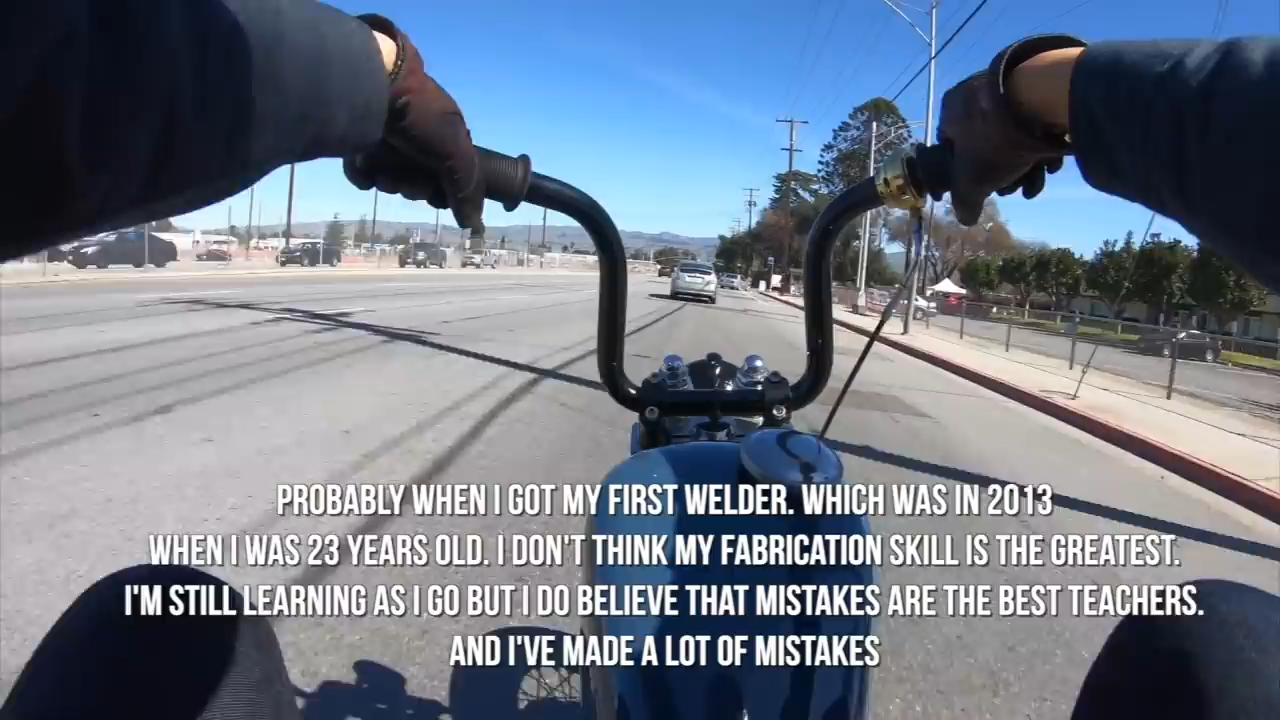 PROBABLY WHEN I GOT MY FIRST WELDER. WHICH WAS IN 2013
WHEN I WAS 23 YEARS OLD. I DON'T THINK MY FABRICATION SKILL IS THE GREATEST.
I'M STILL LEARNING AS I GO BUT I DO BELIEVE THAT MISTAKES ARE THE BEST TEACHERS.
AND I'VE MADE A LOT OF MISTAKES